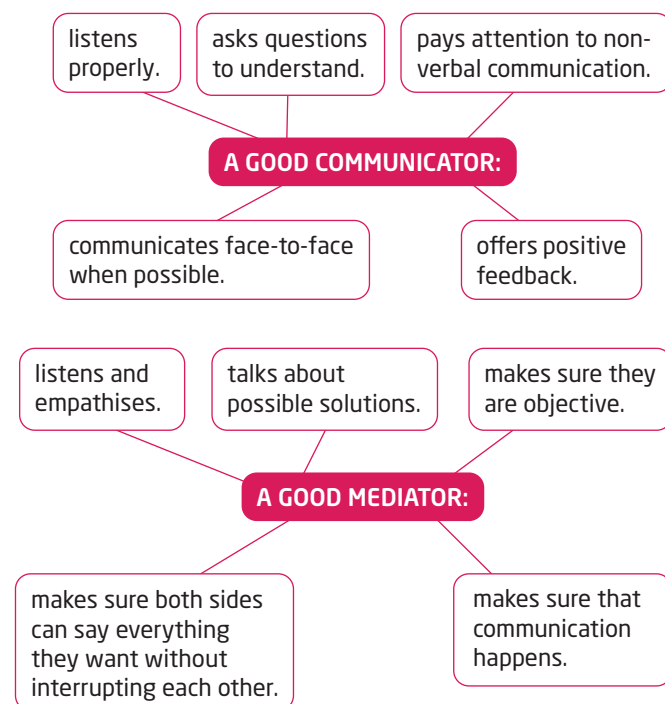 listens
properly.
asks questions
to understand.
pays attention to non-
verbal communication.
A GOOD COMMUNICATOR:
communicates face-to-face
when possible.
offers positive
feedback.
listens and
empathises.
talks about
possible solutions.
makes sure they
are objective.
A GOOD MEDIATOR:
makes sure both sides
can say everything
they want without
interrupting each other.
makes sure that
communication
happens.